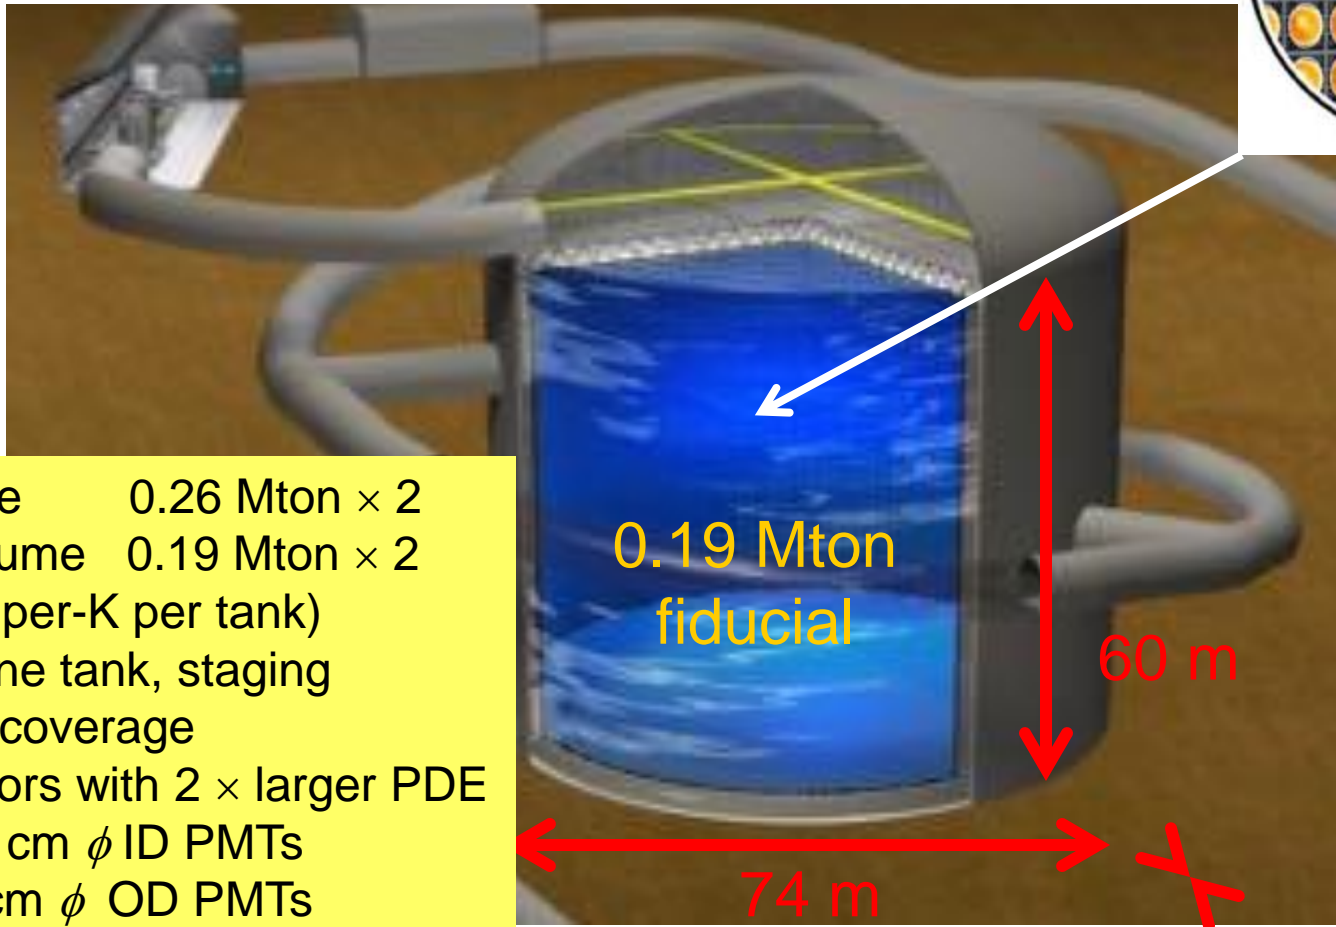 e 0.26 Mton × 2
ume 0.19 Mton × 2
per-K per tank)
ne tank, staging
coverage
ors with 2 × larger PDE
cm ϕ ID PMTs
cm ϕ OD PMTs
0.19 Mton
fiducial
60 m
74 m